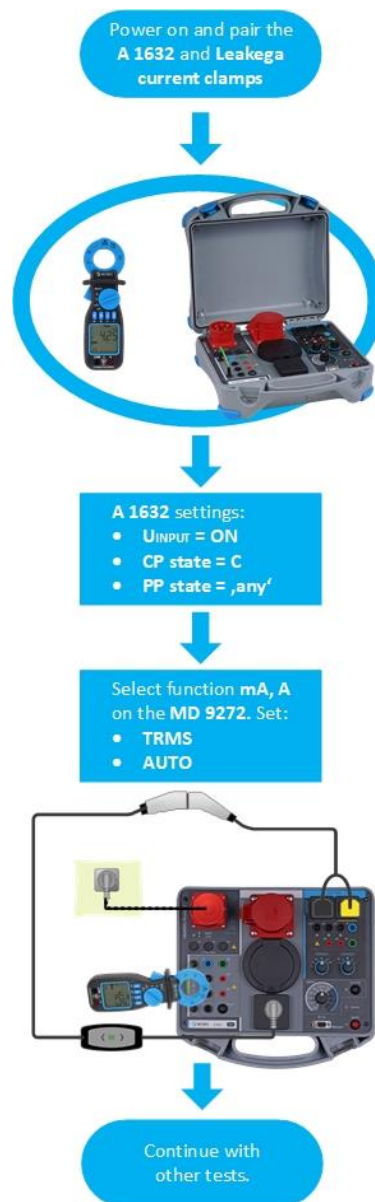 Power on and pair the
A 1632 and Leakega
current clamps
A 1632 settings:
• UINPUT = ON
• CP state = C
• PP state = ‚any‘
Select function mA, A
on the MD 9272. Set:
• TRMS
• AUTO
Continue with
other tests.